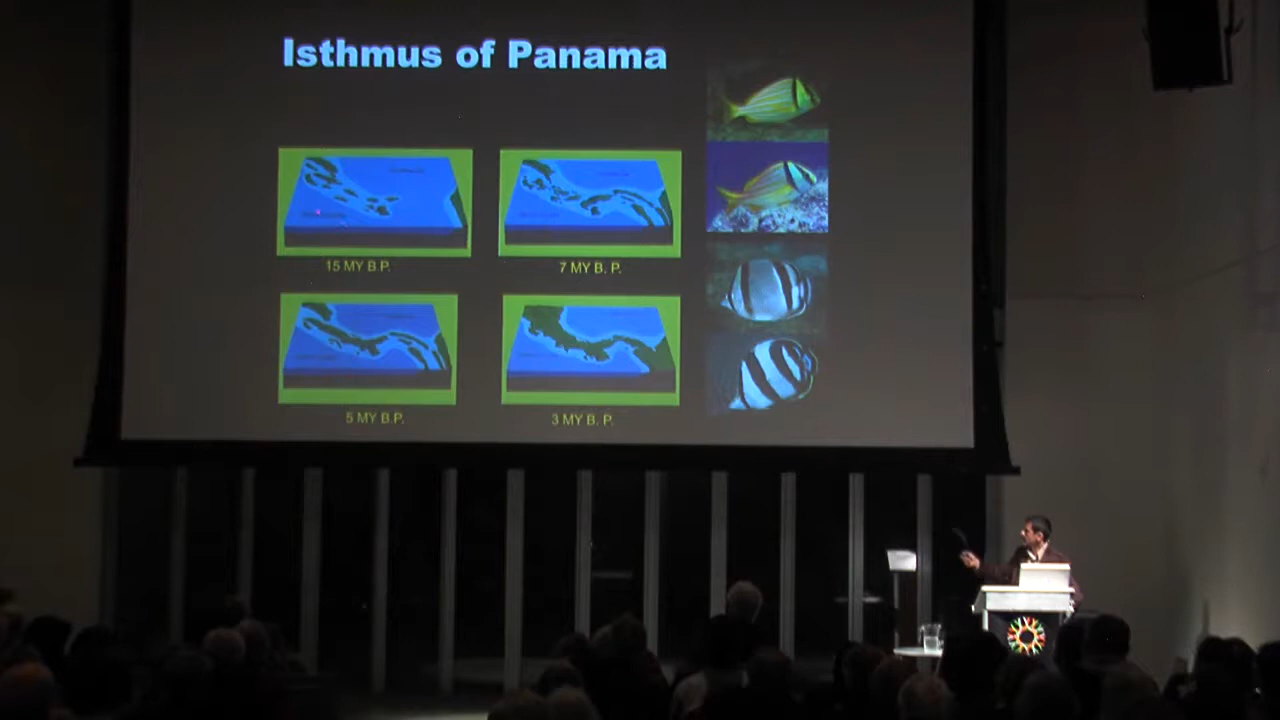 Isthmus of Panama
15 MY B.P.
7 MY B. P.
5 MY B.P.
3 MY B. P.